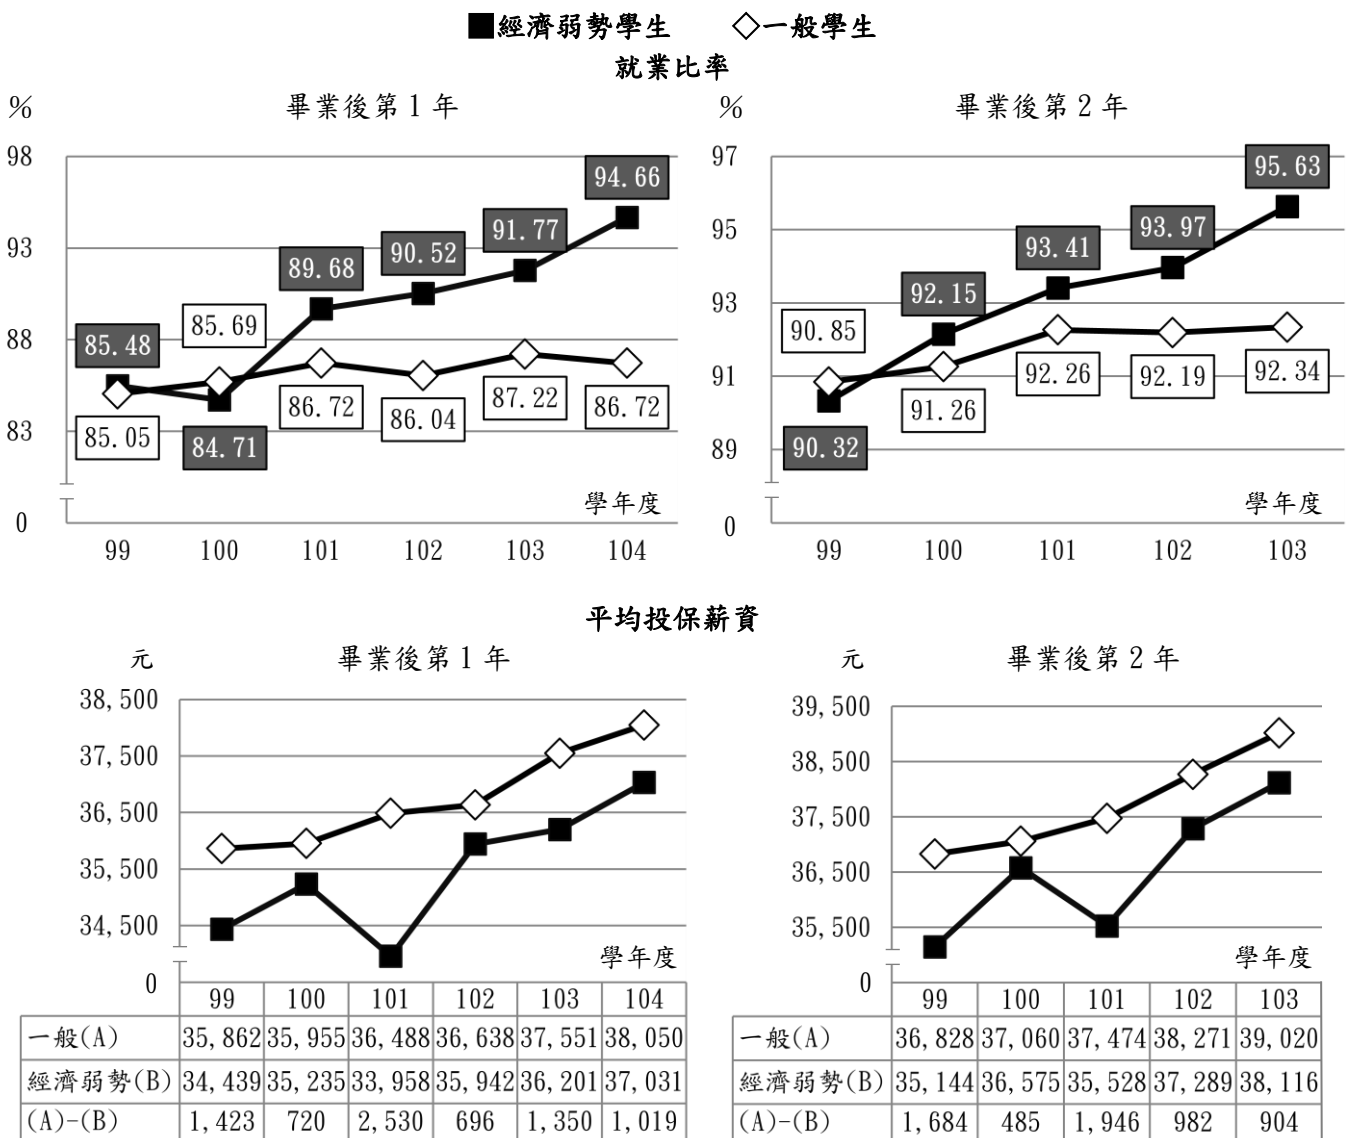 ■經濟弱勢學生 ◇一般學生
就業比率
% 畢業後第 1 年
98
93
88
83
0
85.48
84.71
89.68
90.52
91.77
94.66
85.05
85.69
86.72
86.04
87.22
86.72
學年度
99 100 101 102 103 104
% 畢業後第 2 年
97
95
93
91
89
0
90.32
92.15
93.41
93.97
95.63
90.85
91.26
92.26
92.19
92.34
學年度
99 100 101 102 103
平均投保薪資
元 畢業後第 1 年
38,500
37,500
36,500
35,500
34,500
0
學年度
99 100 101 102 103 104
一般(A) 35,862 35,955 36,488 36,638 37,551 38,050
經濟弱勢(B) 34,439 35,235 33,958 35,942 36,201 37,031
(A)-(B) 1,423 720 2,530 696 1,350 1,019
元 畢業後第 2 年
39,500
38,500
37,500
36,500
35,500
0
學年度
99 100 101 102 103
一般(A) 36,828 37,060 37,474 38,271 39,020
經濟弱勢(B) 35,144 36,575 35,528 37,289 38,116
(A)-(B) 1,684 485 1,946 982 904